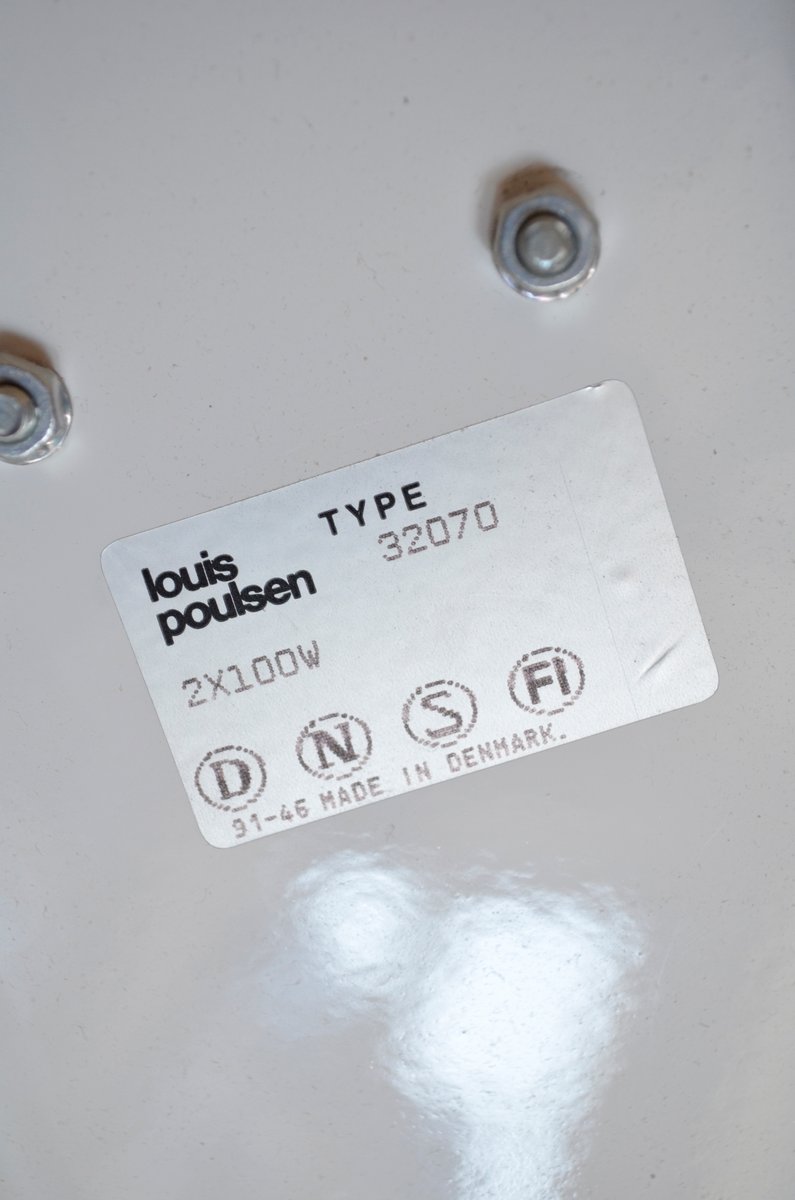 TYPE
32070
louis
poulsen
2X100W
D N S FI
91-46 MADE IN DENMARK.